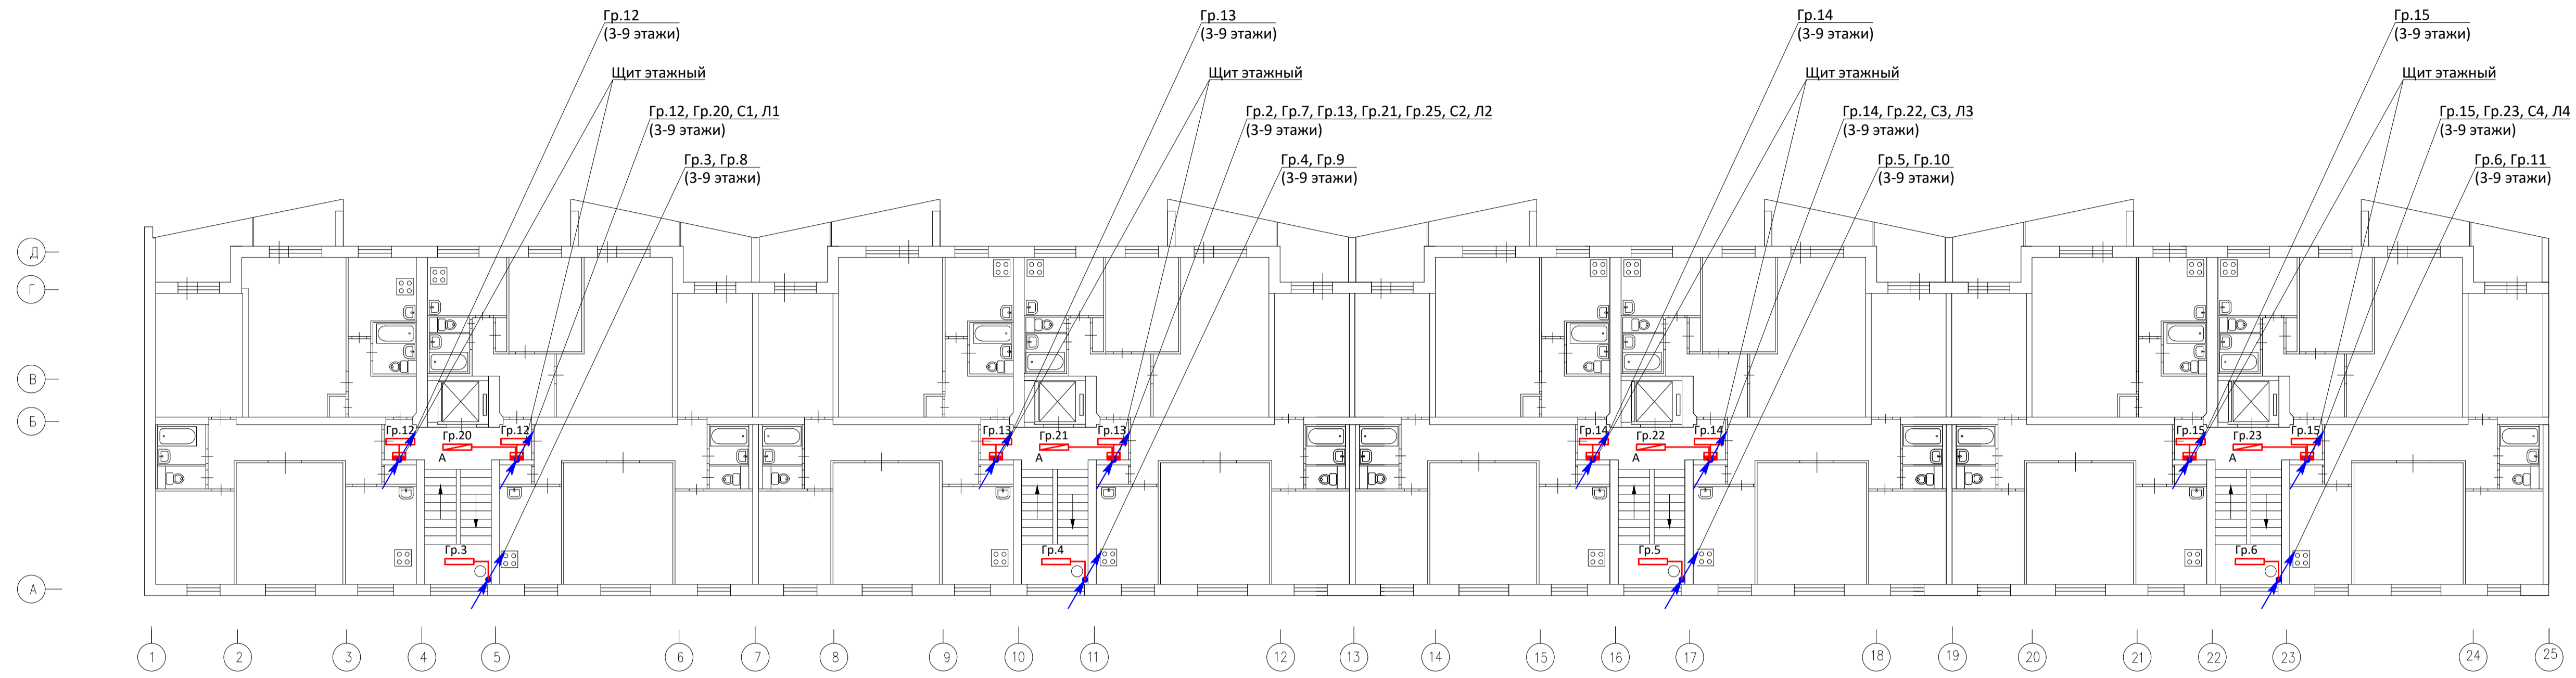 Гр.12
(3-9 этажи)
Гр.13
(3-9 этажи)
Гр.14
(3-9 этажи)
Гр.15
(3-9 этажи)
Щит этажный
Щит этажный
Щит этажный
Щит этажный
Гр.12, Гр.20, С1, Л1
(3-9 этажи)
Гр.2, Гр.7, Гр.13, Гр.21, Гр.25, С2, Л2
(3-9 этажи)
Гр.14, Гр.22, С3, Л3
(3-9 этажи)
Гр.15, Гр.23, С4, Л4
(3-9 этажи)
Гр.3, Гр.8
(3-9 этажи)
Гр.4, Гр.9
(3-9 этажи)
Гр.5, Гр.10
(3-9 этажи)
Гр.6, Гр.11
(3-9 этажи)
Д
Г
В
Б
Гр.12
Гр.20
А
Гр.12
Гр.13
Гр.21
А
Гр.13
Гр.14
Гр.22
А
Гр.14
Гр.15
Гр.23
А
Гр.15
Гр.3
Гр.4
Гр.5
Гр.6
А
1
2
3
4
5
6
7
8
9
10
11
12
13
14
15
16
17
18
19
20
21
22
23
24
25